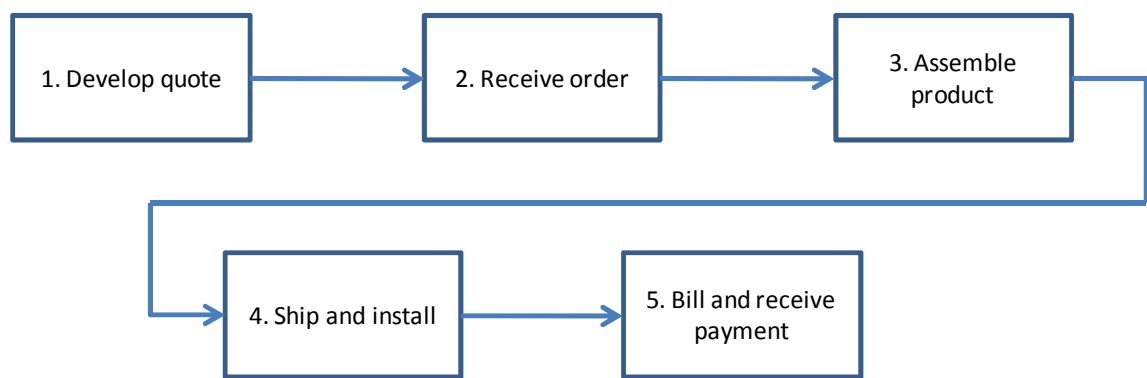 1. Develop quote
2. Receive order
3. Assemble
product
4. Ship and install
5. Bill and receive
payment